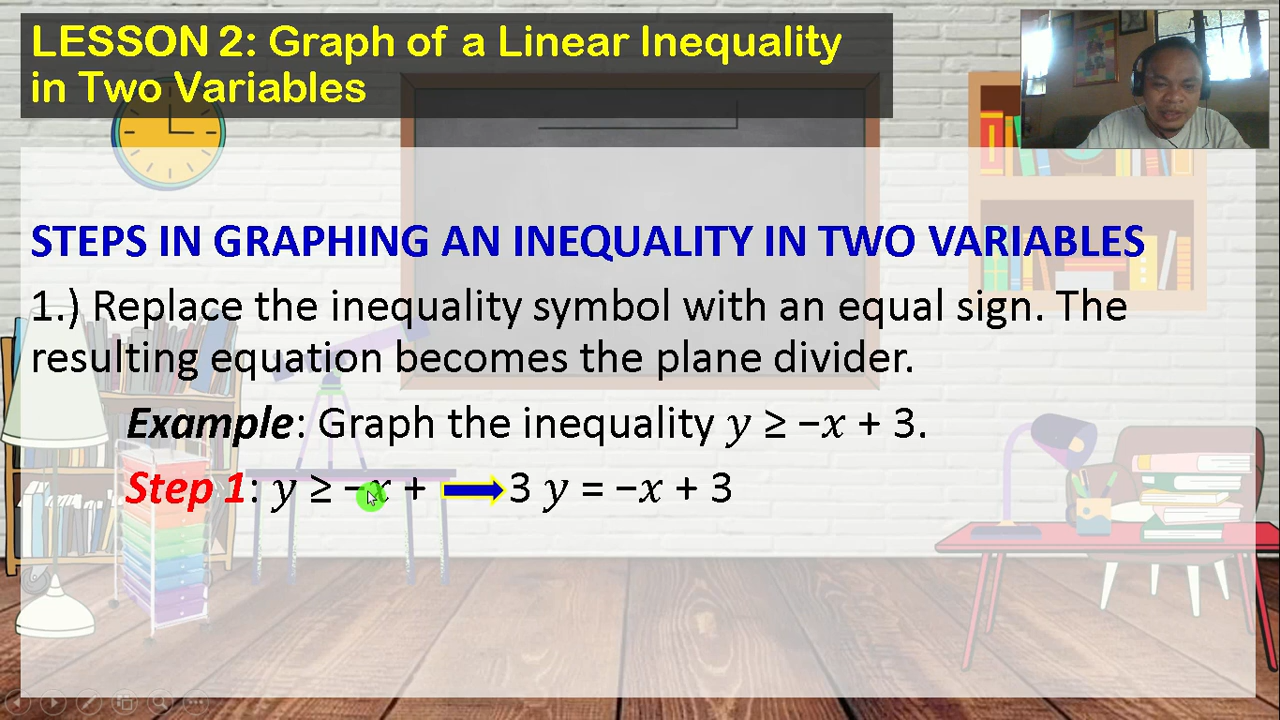 LESSON 2: Graph of a Linear Inequality
in Two Variables
STEPS IN GRAPHING AN INEQUALITY IN TWO VARIABLES
1.) Replace the inequality symbol with an equal sign. The
resulting equation becomes the plane divider.
Example: Graph the inequality y ≥ −x + 3.
Step 1: y ≥ −x + 3 y = −x + 3